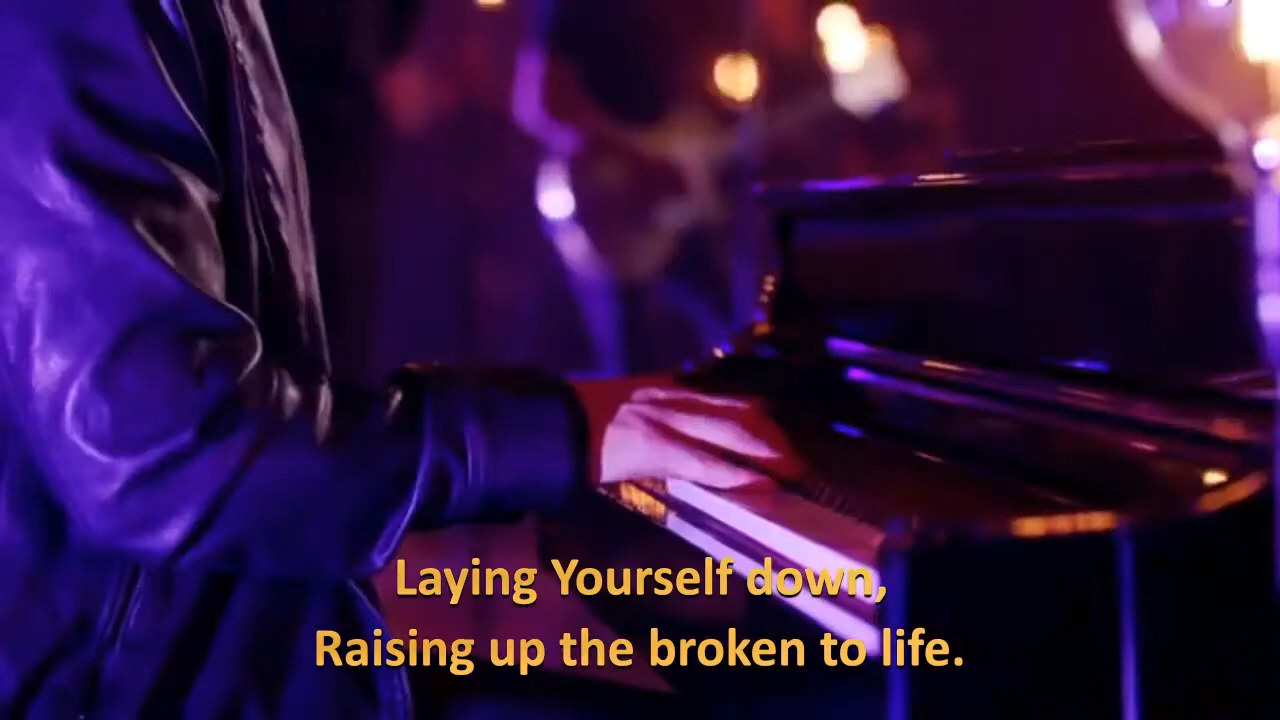 Laying Yourself down,
Raising up the broken to life.